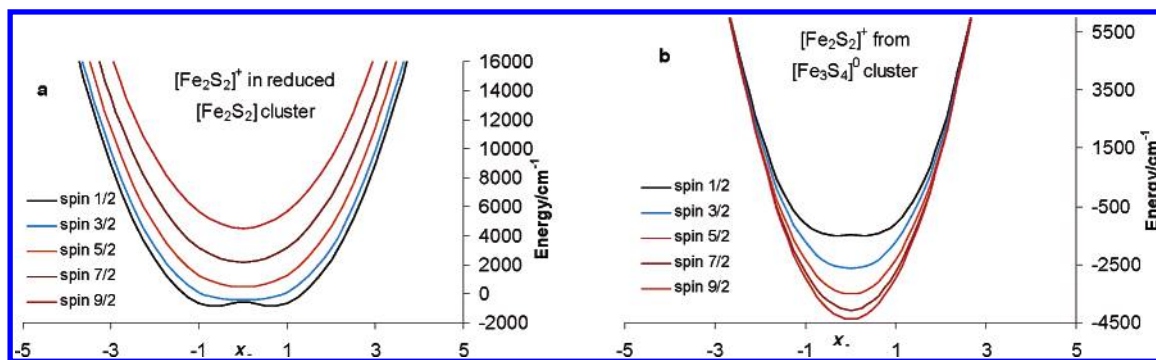 a
[Fe₂S₂]⁺ in reduced
[Fe₂S₂] cluster
spin 1/2
spin 3/2
spin 5/2
spin 7/2
spin 9/2
16000
14000
12000
10000
8000
6000
4000
2000
0
-2000
Energy/cm⁻¹
-5 -3 -1 x₋ 1 3 5
b
[Fe₂S₂]⁺ from
[Fe₃S₄]⁰ cluster
spin 1/2
spin 3/2
spin 5/2
spin 7/2
spin 9/2
5500
3500
1500
-500
-2500
-4500
Energy/cm⁻¹
-5 -3 -1 x₋ 1 3 5